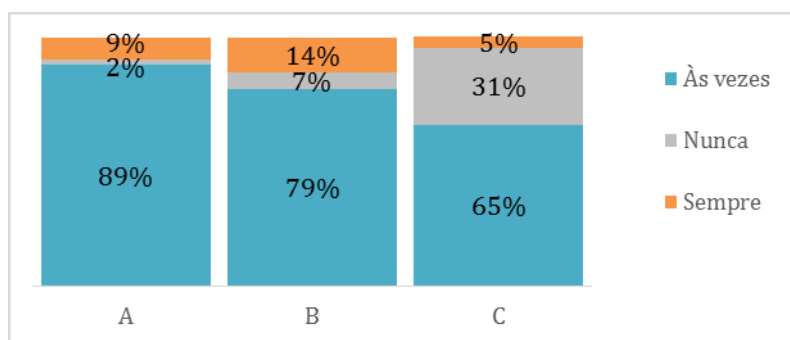 9% 14% 5%
2% 7% 31%
89% 79% 65%
A B C
Às vezes
Nunca
Sempre